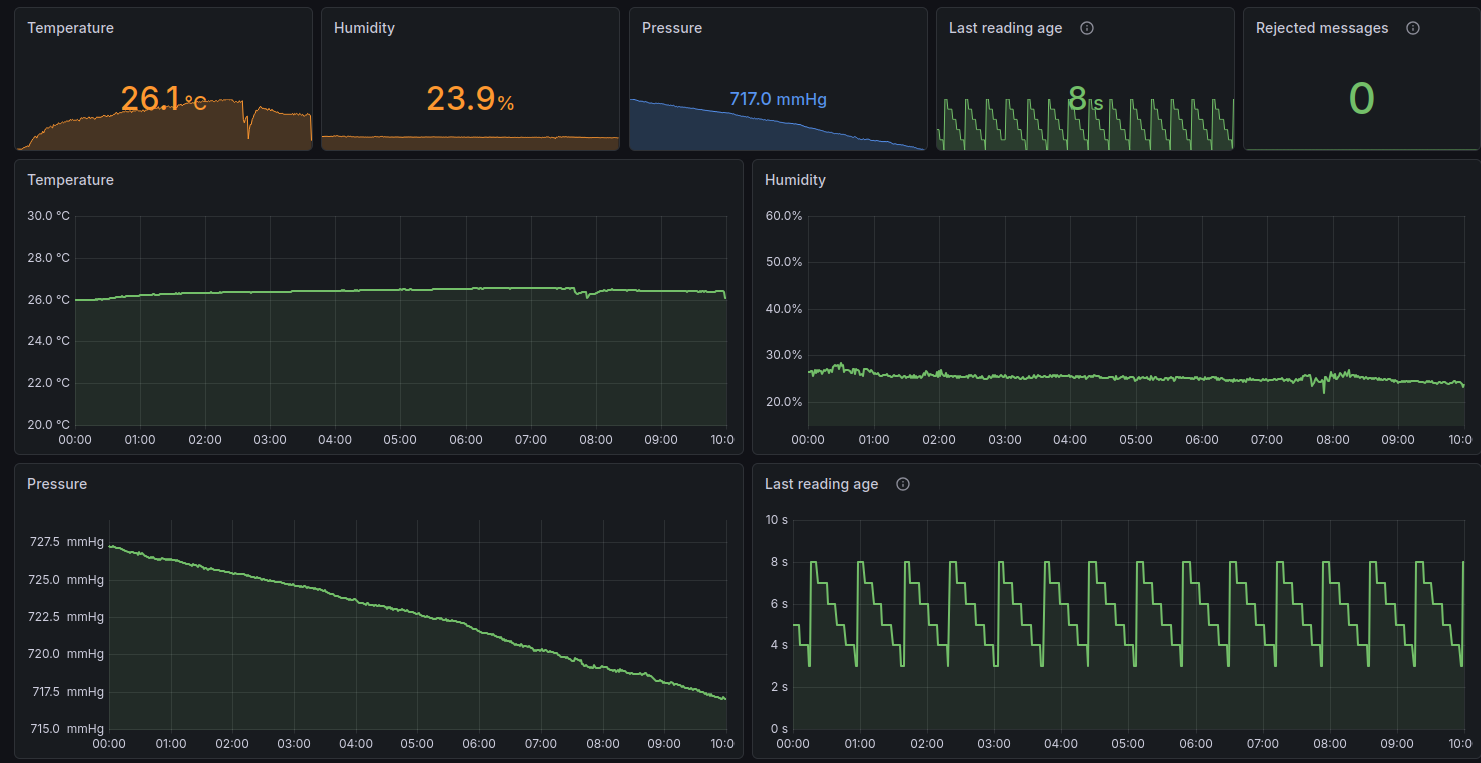 Temperature
Humidity
Pressure
Last reading age
Rejected messages
26.1 °C
23.9%
717.0 mmHg
8 s
0
Temperature
30.0 °C
28.0 °C
26.0 °C
24.0 °C
22.0 °C
20.0 °C
00:00 01:00 02:00 03:00 04:00 05:00 06:00 07:00 08:00 09:00 10:00
Humidity
60.0%
50.0%
40.0%
30.0%
20.0%
00:00 01:00 02:00 03:00 04:00 05:00 06:00 07:00 08:00 09:00 10:0
Pressure
727.5 mmHg
725.0 mmHg
722.5 mmHg
720.0 mmHg
717.5 mmHg
715.0 mmHg
00:00 01:00 02:00 03:00 04:00 05:00 06:00 07:00 08:00 09:00 10:0
Last reading age
10 s
8 s
6 s
4 s
2 s
0 s
00:00 01:00 02:00 03:00 04:00 05:00 06:00 07:00 08:00 09:00 10:0